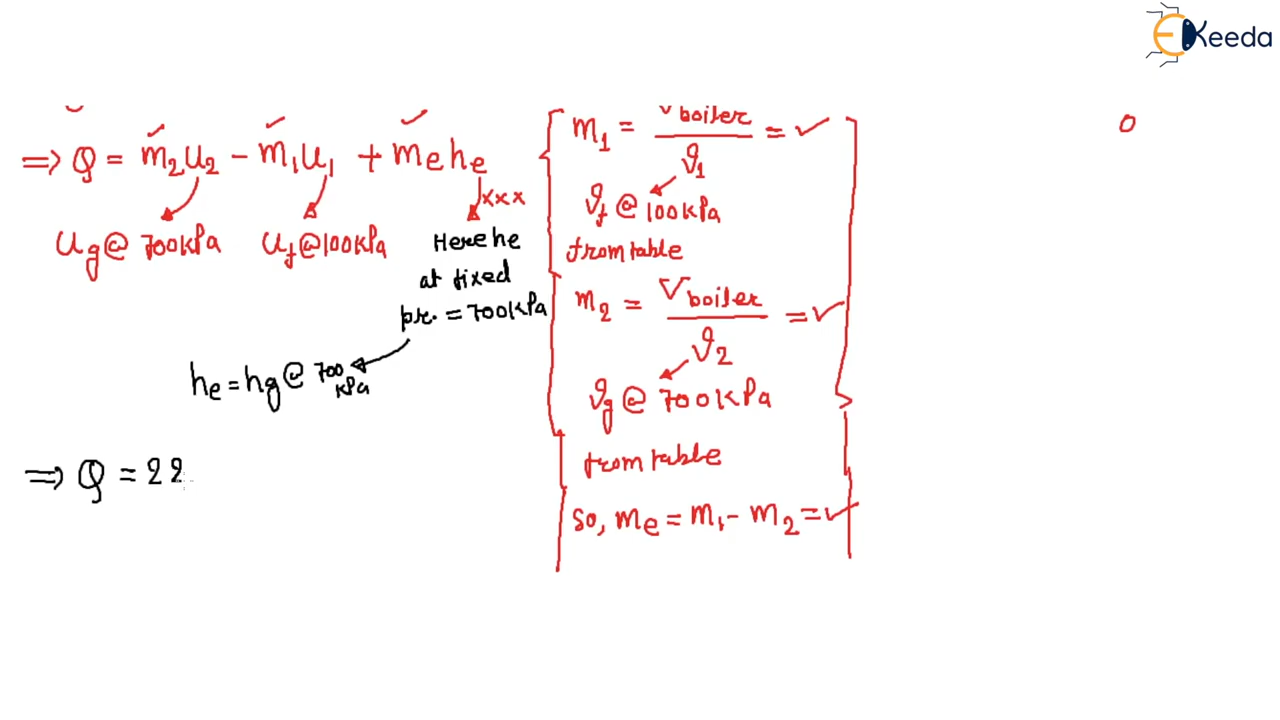 EKeeda
⇒ Q = m₂u₂ - m₁u₁ + mₑhₑ
xxx
ug @ 700kPa
uf @ 100kPa
Here he
at fixed
pr. = 700kPa
he = hg @ 700
kPa
⇒ Q = 22
m₁ = Vboiler / v₁ = ✓
vf @ 100kPa
from table
m₂ = Vboiler / v₂ = ✓
vg @ 700kPa
from table
so, me = m₁ - m₂ = ✓
0